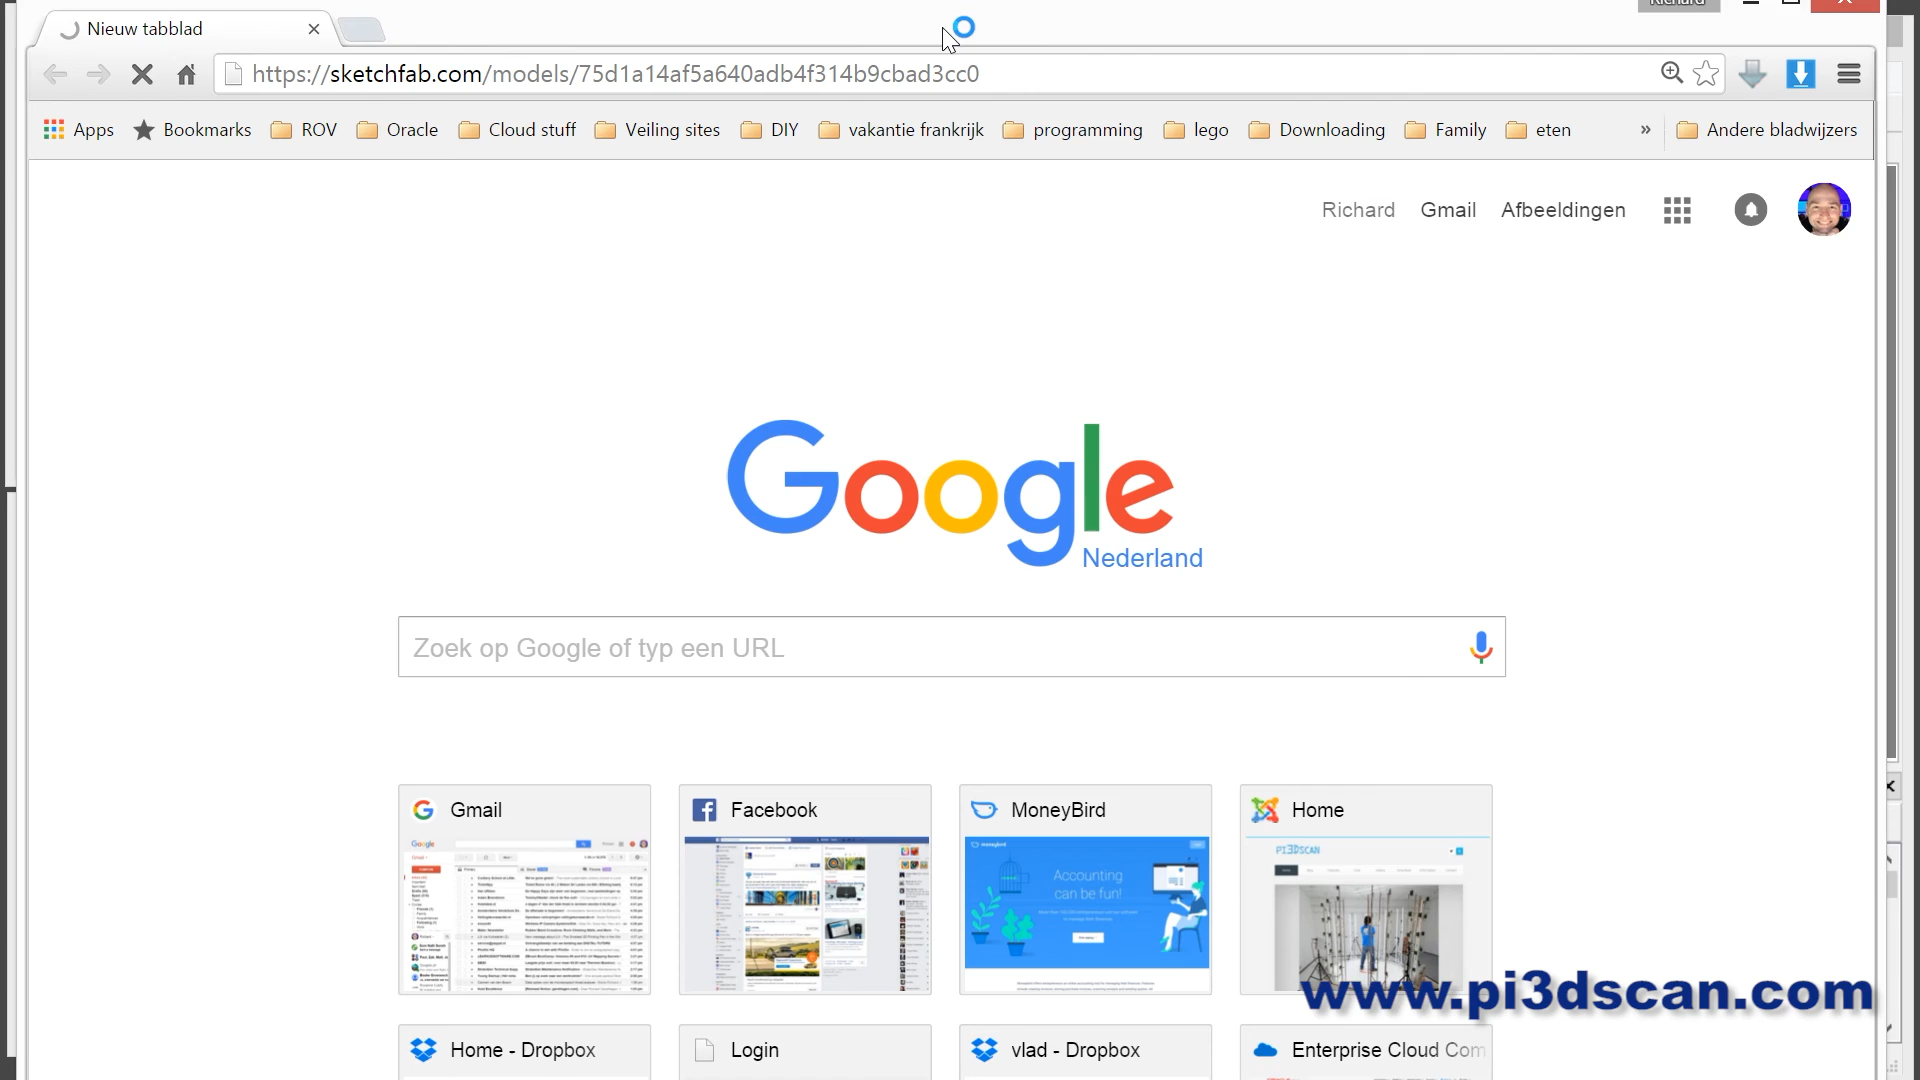 Richard
Nieuw tabblad
https://sketchfab.com/models/75d1a14af5a640adb4f314b9cbad3cc0
Apps Bookmarks ROV Oracle Cloud stuff Veiling sites DIY vakantie frankrijk programming lego Downloading Family eten » Andere bladwijzers
Richard Gmail Afbeeldingen
Google
Nederland
Zoek op Google of typ een URL
Gmail Facebook MoneyBird Home
Google
moneybird
PI3DSCAN
Accounting
can be fun!
www.pi3dscan.com
Home - Dropbox Login vlad - Dropbox Enterprise Cloud Com